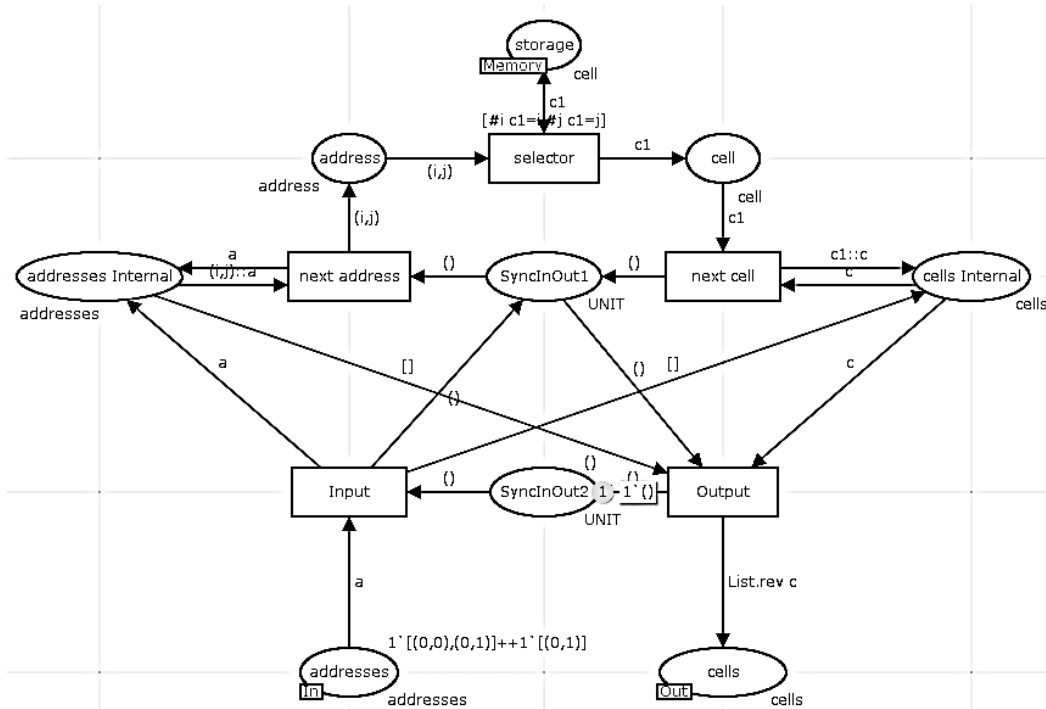 storage
Memory
cell
c1
[#i c1=i,#j c1=j]
address
(i,j)
selector
c1
cell
address
cell
(i,j)
c1
a
(i,j)::a
addresses Internal
next address
()
SyncInOut1
()
next cell
c1::c
c
cells Internal
addresses
UNIT
cells
a
[]
()
()
[]
c
()
()
()
Input
SyncInOut2
1
1`()
Output
UNIT
a
List.rev c
1`[(0,0),(0,1)]++1`[(0,1)]
addresses
In
addresses
cells
Out
cells